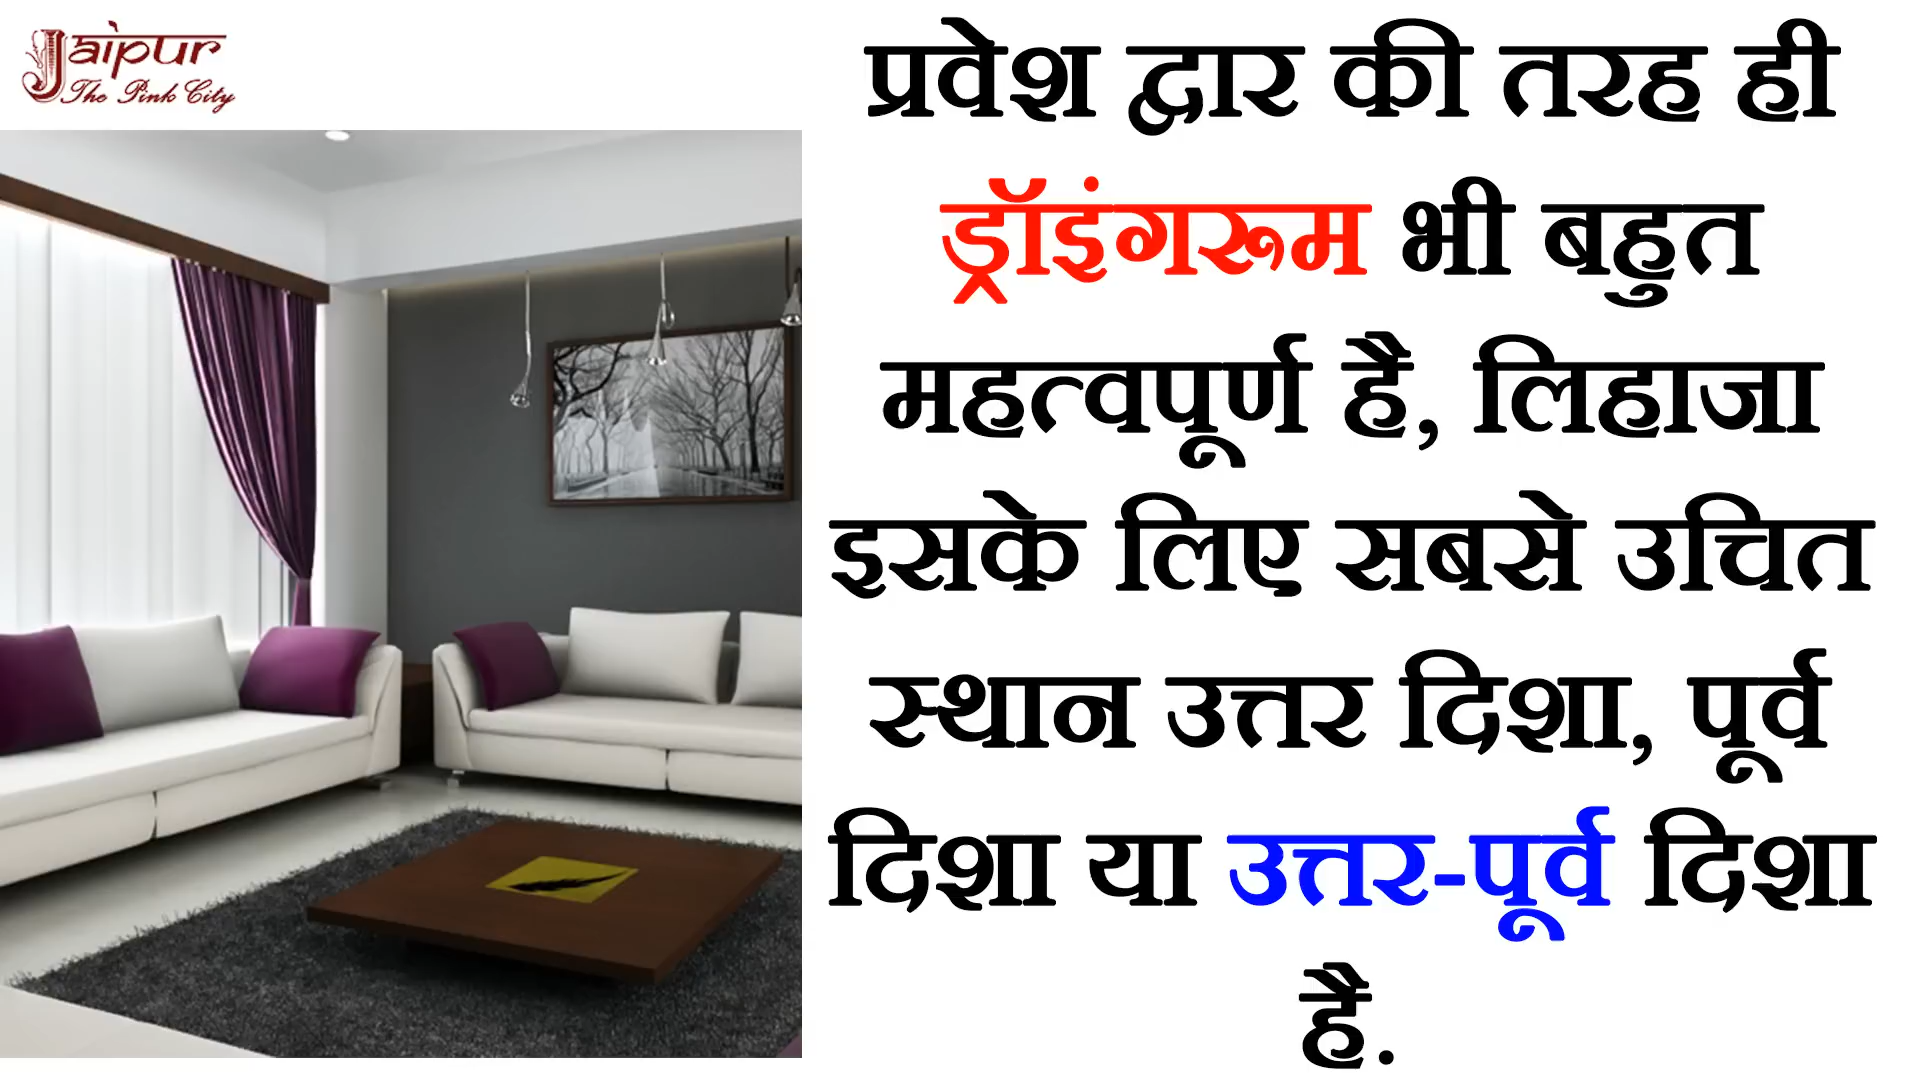 Jaipur
The Pink City
प्रवेश द्वार की तरह ही
ड्रॉइंगरूम भी बहुत
महत्वपूर्ण है, लिहाजा
इसके लिए सबसे उचित
स्थान उत्तर दिशा, पूर्व
दिशा या उत्तर-पूर्व दिशा
है.